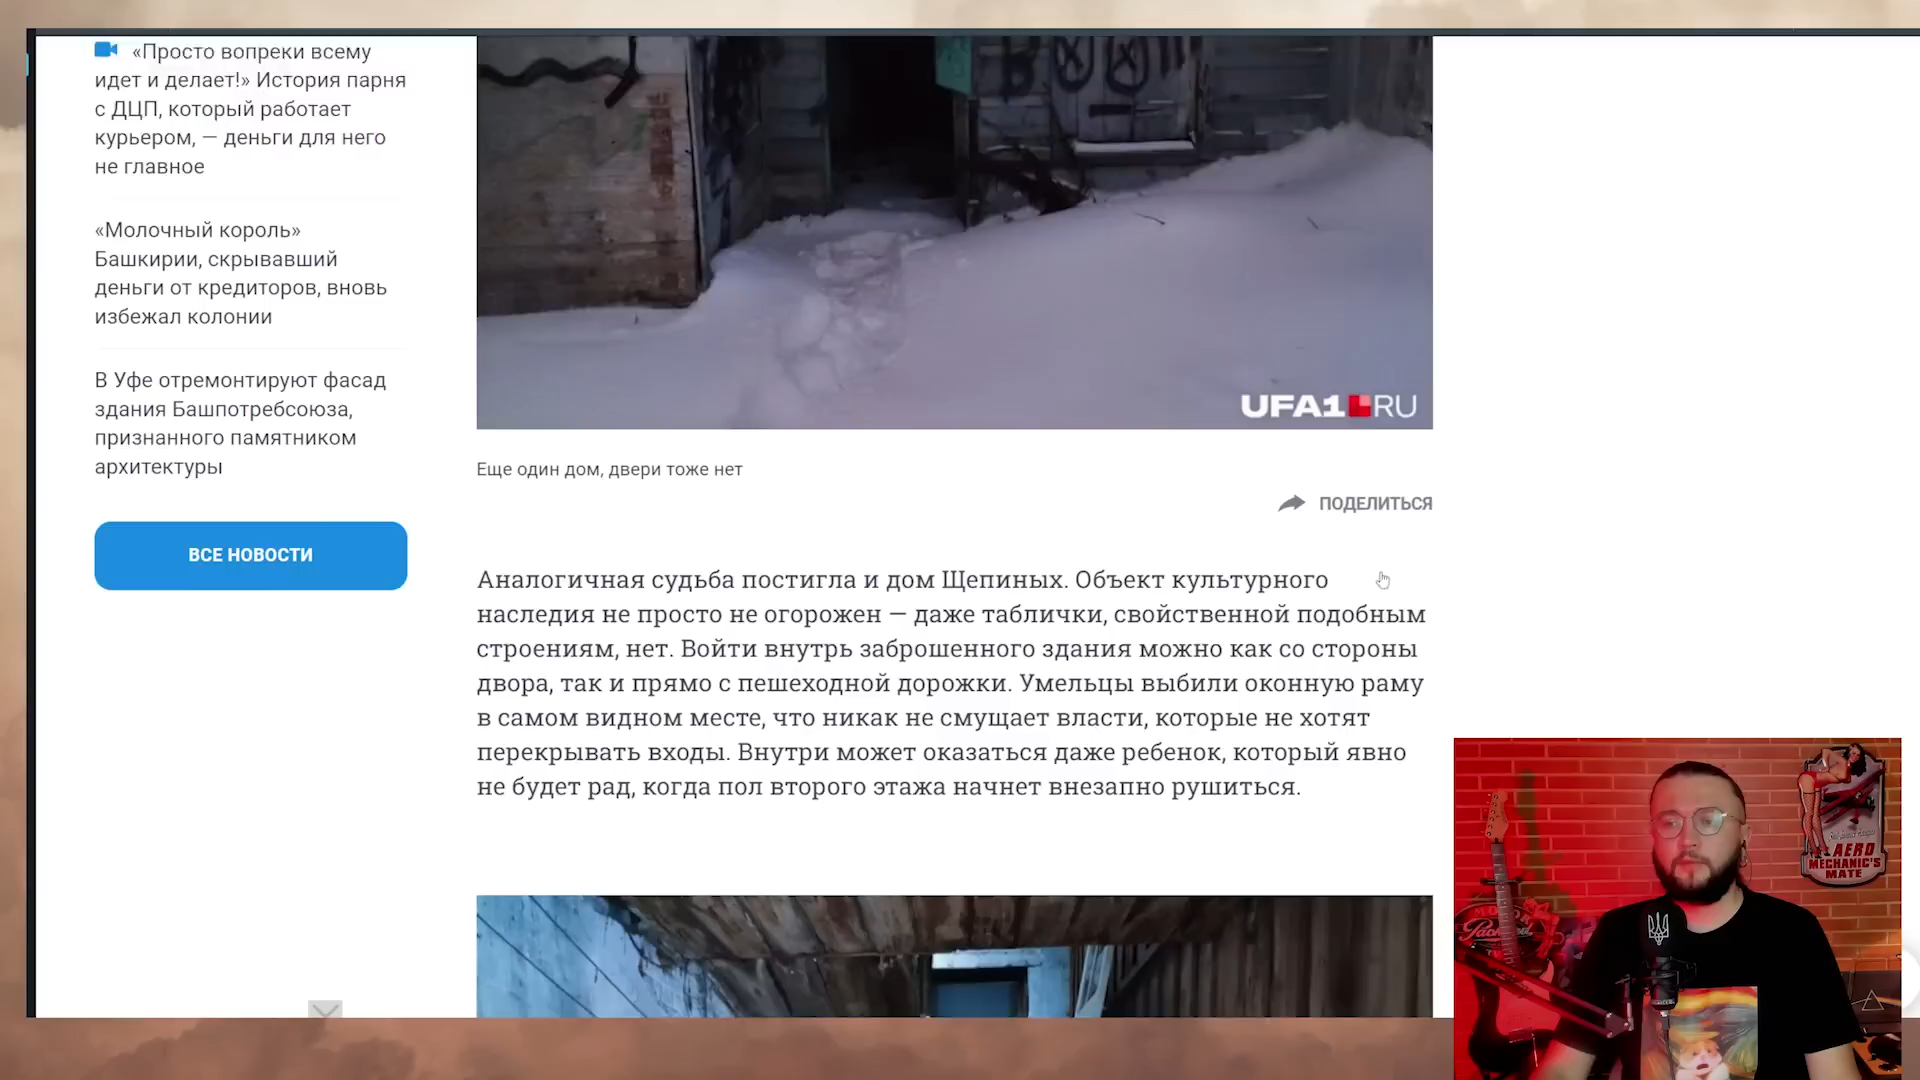 «Просто вопреки всему
идет и делает!» История парня
с ДЦП, который работает
курьером, — деньги для него
не главное
«Молочный король»
Башкирии, скрывавший
деньги от кредиторов, вновь
избежал колонии
В Уфе отремонтируют фасад
здания Башпотребсоюза,
признанного памятником
архитектуры
ВСЕ НОВОСТИ
UFA1 RU
Еще один дом, двери тоже нет
ПОДЕЛИТЬСЯ
Аналогичная судьба постигла и дом Щепиных. Объект культурного
наследия не просто не огорожен — даже таблички, свойственной подобным
строениям, нет. Войти внутрь заброшенного здания можно как со стороны
двора, так и прямо с пешеходной дорожки. Умельцы выбили оконную раму
в самом видном месте, что никак не смущает власти, которые не хотят
перекрывать входы. Внутри может оказаться даже ребенок, который явно
не будет рад, когда пол второго этажа начнет внезапно рушиться.
AERO
MECHANIC'S
MATE